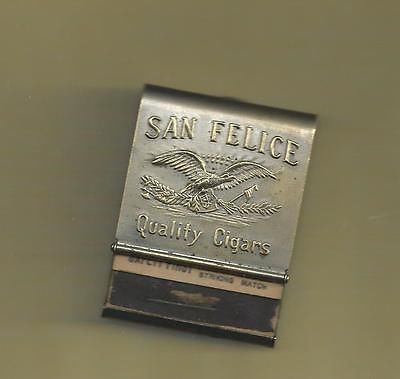 SAN FELICE
Quality Cigars
SAFETY FIRST STRIKING MATCH